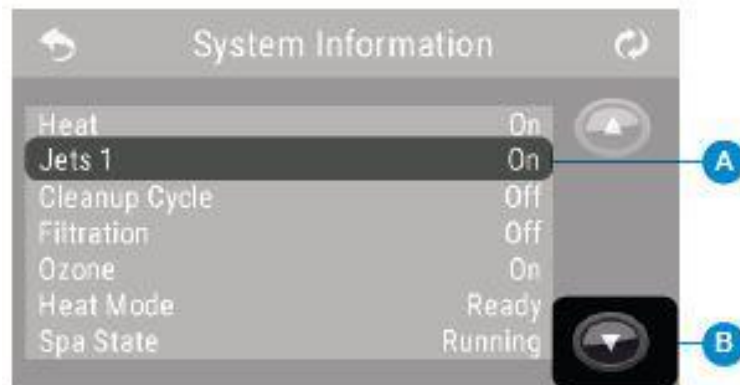 System Information
Heat On
Jets 1 On
A
Cleanup Cycle Off
Filtration Off
Ozone On
Heat Mode Ready
Spa State Running
B